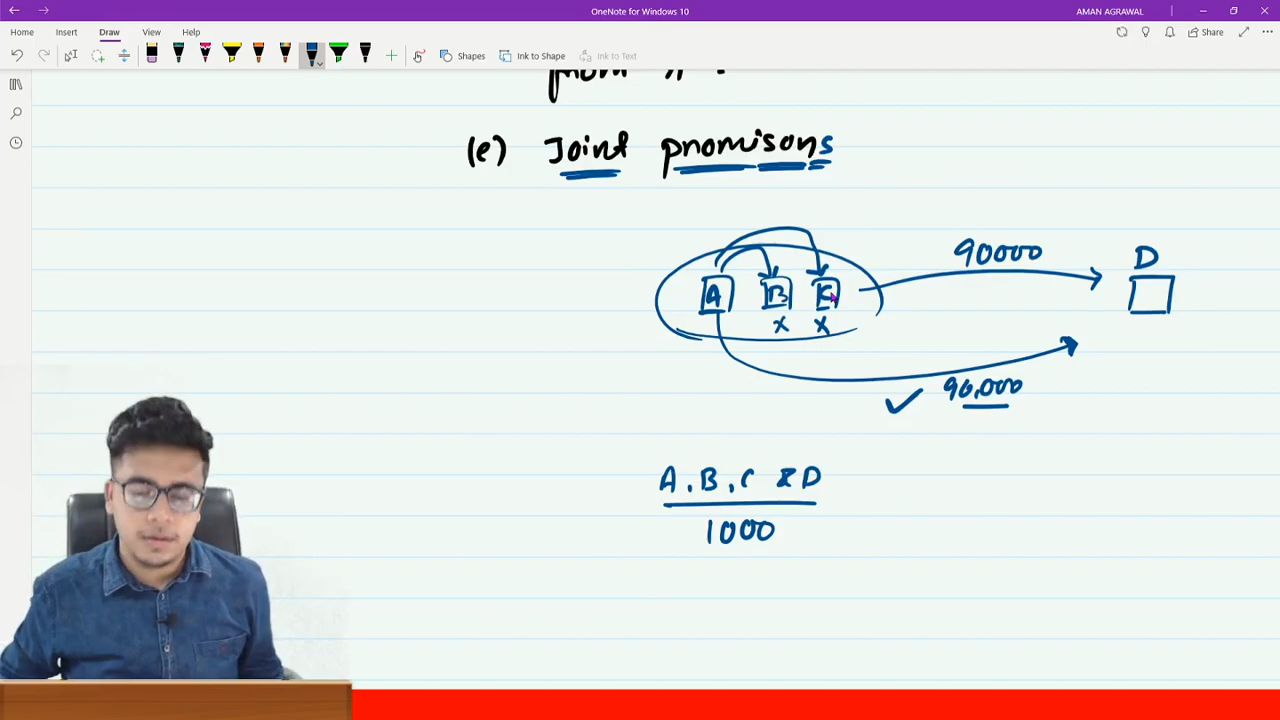 OneNote for Windows 10
AMAN AGRAWAL
Home Insert Draw View Help
Share
Shapes Ink to Shape Ink to Text
from
(e) Joint promisors
90000
D
A B C
x x
90,000
A, B, C & D
1000